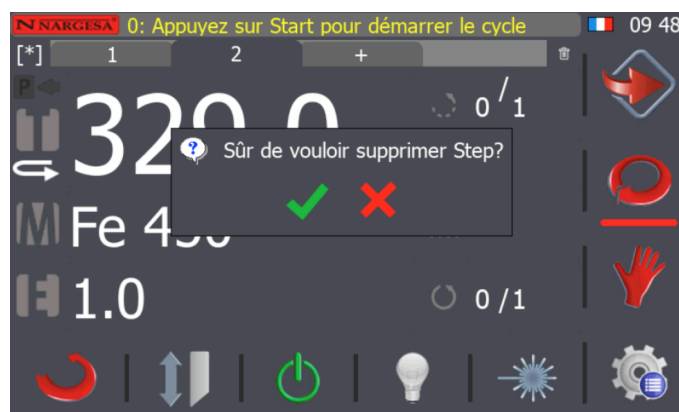 NARGESA 0: Appuyez sur Start pour démarrer le cycle 09 48
[*] 1 2 +
P
0/1
Sûr de vouloir supprimer Step?
Fe
1.0 0/1